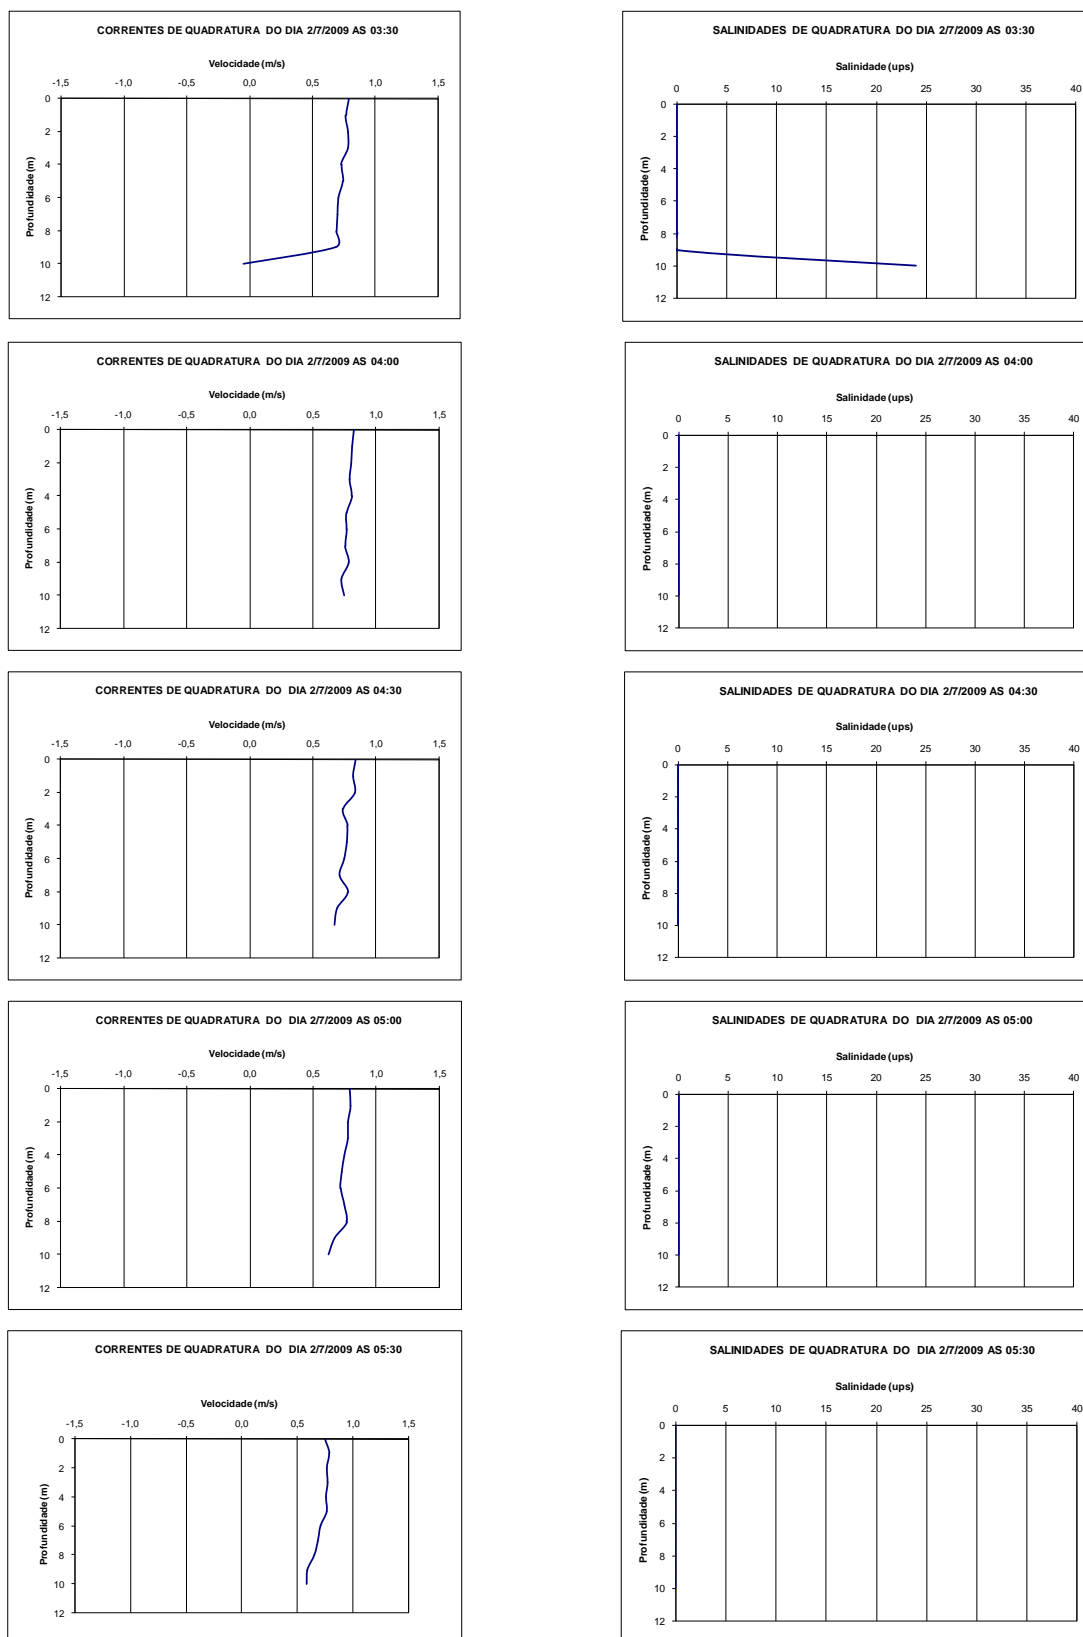 CORRENTES DE QUADRATURA DO DIA 2/7/2009 AS 03:30
Velocidade (m/s)
-1,5 -1,0 -0,5 0,0 0,5 1,0 1,5
0
2
4
6
8
10
12
Profundidade (m)
SALINIDADES DE QUADRATURA DO DIA 2/7/2009 AS 03:30
Salinidade (ups)
0 5 10 15 20 25 30 35 40
0
2
4
6
8
10
12
Profundidade (m)
CORRENTES DE QUADRATURA DO DIA 2/7/2009 AS 04:00
Velocidade (m/s)
-1,5 -1,0 -0,5 0,0 0,5 1,0 1,5
0
2
4
6
8
10
12
Profundidade (m)
SALINIDADES DE QUADRATURA DO DIA 2/7/2009 AS 04:00
Salinidade (ups)
0 5 10 15 20 25 30 35 40
0
2
4
6
8
10
12
Profundidade (m)
CORRENTES DE QUADRATURA DO DIA 2/7/2009 AS 04:30
Velocidade (m/s)
-1,5 -1,0 -0,5 0,0 0,5 1,0 1,5
0
2
4
6
8
10
12
Profundidade (m)
SALINIDADES DE QUADRATURA DO DIA 2/7/2009 AS 04:30
Salinidade (ups)
0 5 10 15 20 25 30 35 40
0
2
4
6
8
10
12
Profundidade (m)
CORRENTES DE QUADRATURA DO DIA 2/7/2009 AS 05:00
Velocidade (m/s)
-1,5 -1,0 -0,5 0,0 0,5 1,0 1,5
0
2
4
6
8
10
12
Profundidade (m)
SALINIDADES DE QUADRATURA DO DIA 2/7/2009 AS 05:00
Salinidade (ups)
0 5 10 15 20 25 30 35 40
0
2
4
6
8
10
12
Profundidade (m)
CORRENTES DE QUADRATURA DO DIA 2/7/2009 AS 05:30
Velocidade (m/s)
-1,5 -1,0 -0,5 0,0 0,5 1,0 1,5
0
2
4
6
8
10
12
Profundidade (m)
SALINIDADES DE QUADRATURA DO DIA 2/7/2009 AS 05:30
Salinidade (ups)
0 5 10 15 20 25 30 35 40
0
2
4
6
8
10
12
Profundidade (m)